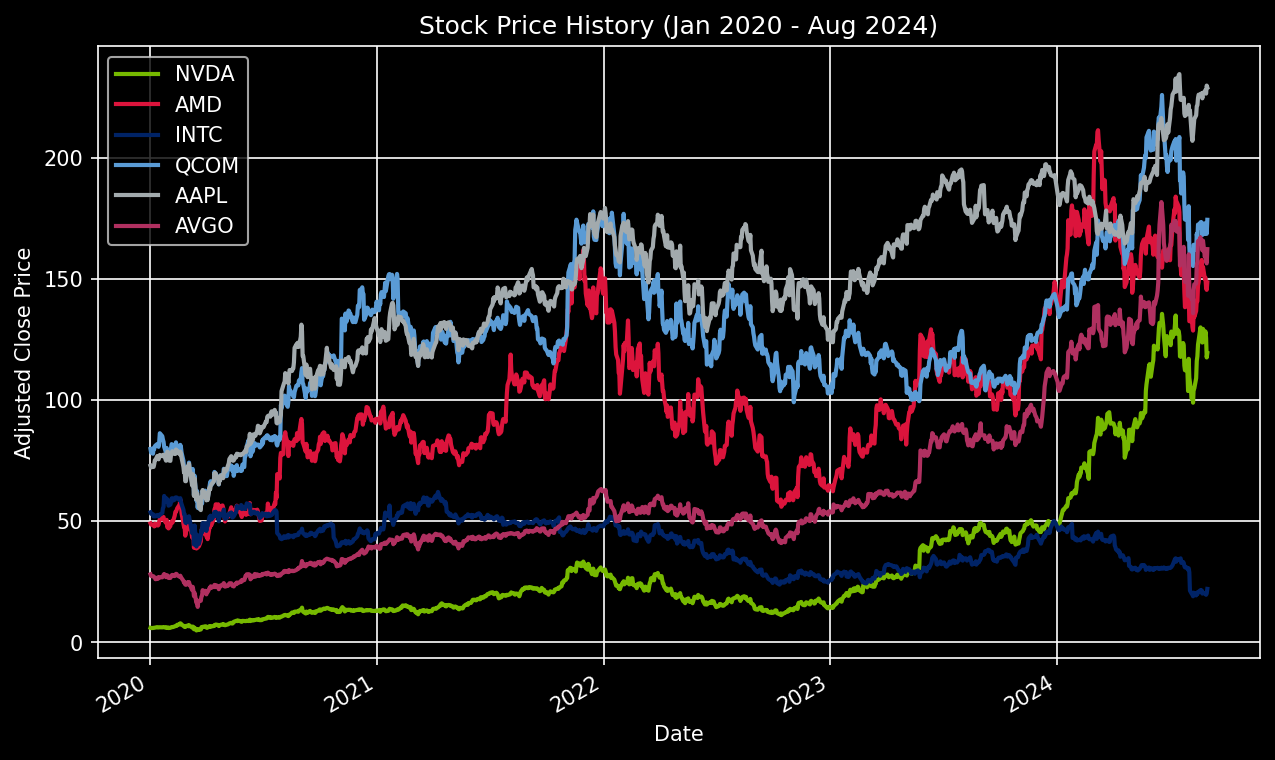 Stock Price History (Jan 2020 - Aug 2024)
NVDA
AMD
INTC
QCOM
AAPL
AVGO
Adjusted Close Price
200
150
100
50
0
2020
2021
2022
2023
2024
Date